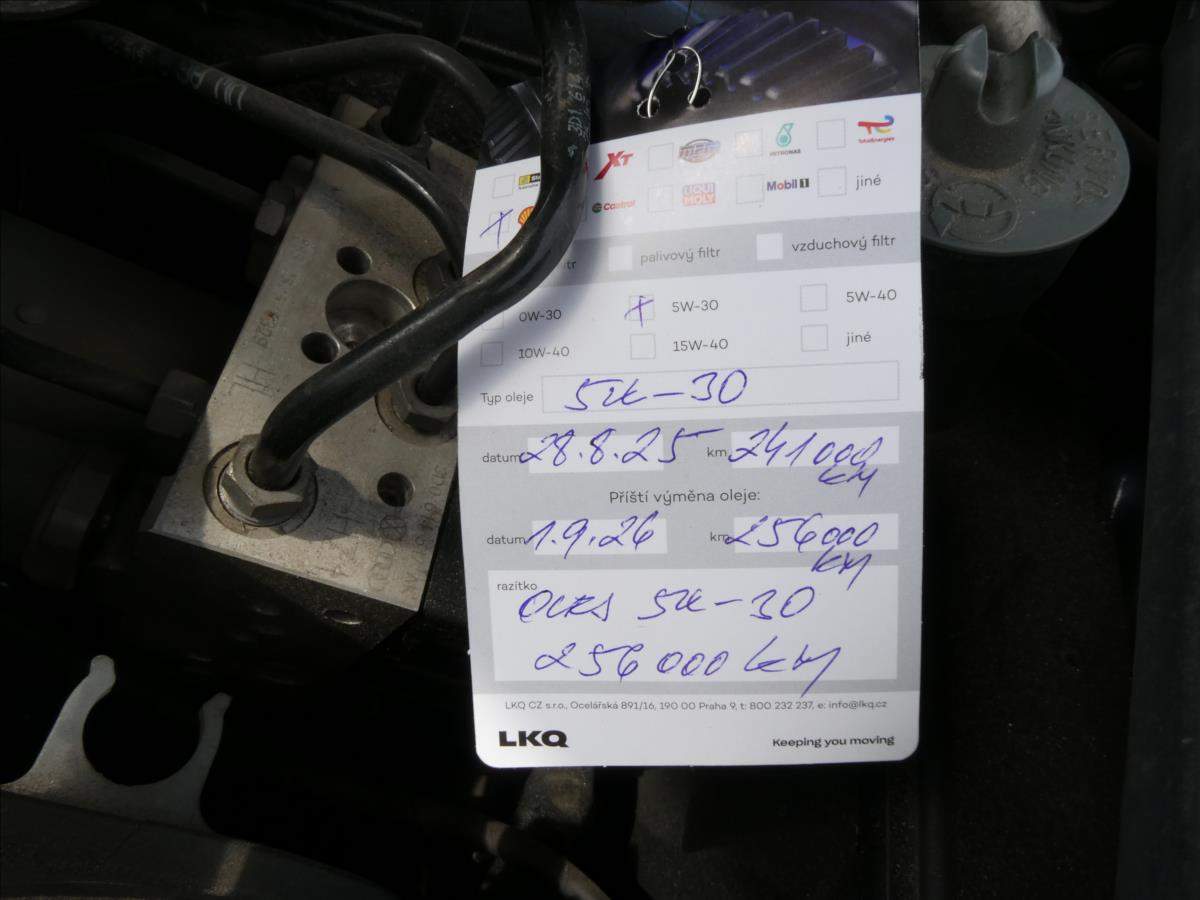 XT
PETRONAS
TotalEnergies
Castrol
LIQUI MOLY
Mobil 1
jiné
palivový filtr
vzduchový filtr
0W-30
5W-30
5W-40
10W-40
15W-40
jiné
Typ oleje 5W-30
datum 28.8.25 km 241000 km
Příští výměna oleje:
datum 1.9.26 km 256000 km
razítko
5W-30
256000 km
LKQ CZ s.r.o., Ocelářská 891/16, 190 00 Praha 9, t: 800 232 237, e: info@lkq.cz
LKQ
Keeping you moving